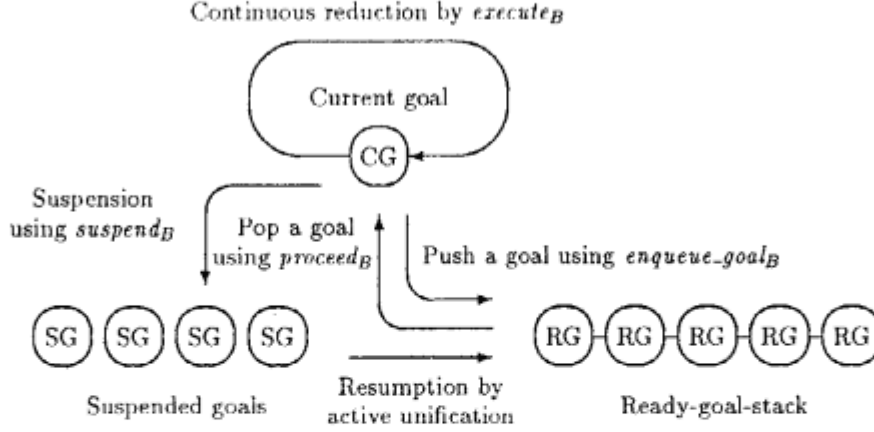 Continuous reduction by execute_B
Current goal
CG
Suspension
using suspend_B
Pop a goal
using proceed_B
Push a goal using enqueue_goal_B
SG SG SG SG
RG RG RG RG RG
Suspended goals
Resumption by
active unification
Ready-goal-stack